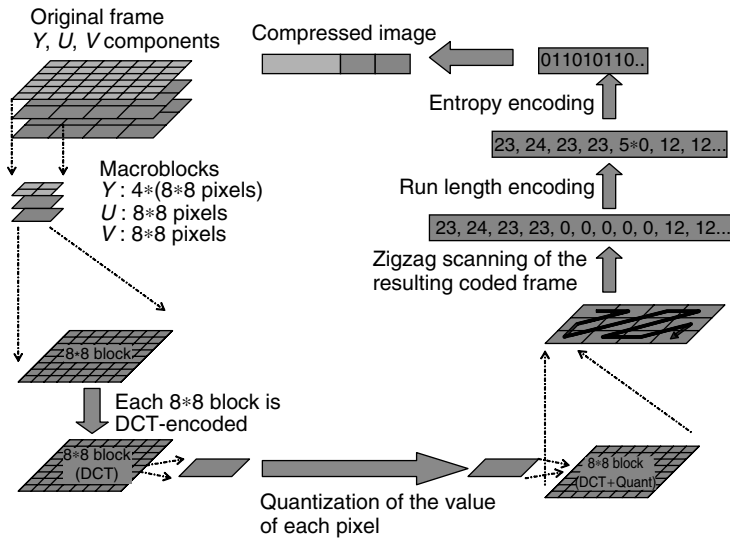 Original frame
Y, U, V components
Compressed image
011010110..
Entropy encoding
23, 24, 23, 23, 5*0, 12, 12...
Macroblocks
Y : 4*(8*8 pixels)
U : 8*8 pixels
V : 8*8 pixels
Run length encoding
23, 24, 23, 23, 0, 0, 0, 0, 0, 12, 12...
Zigzag scanning of the
resulting coded frame
8*8 block
Each 8*8 block is
DCT-encoded
8*8 block
(DCT)
Quantization of the value
of each pixel
8*8 block
(DCT+Quant)